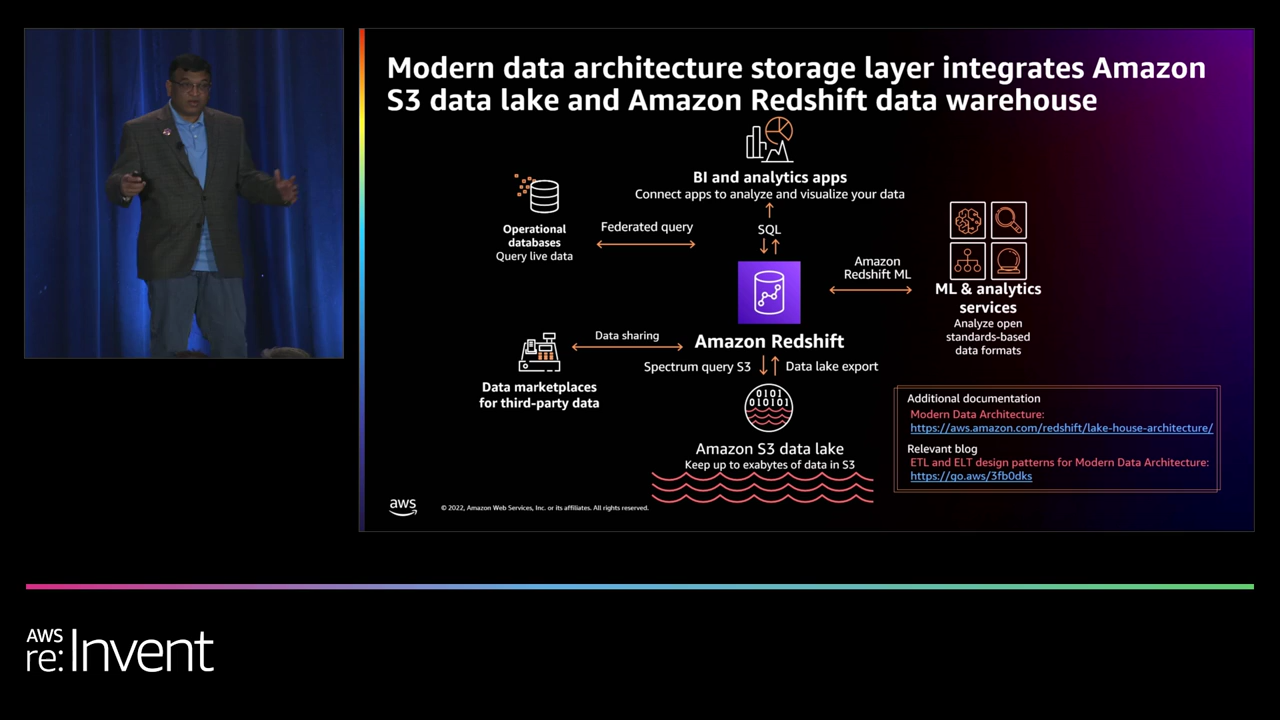 Modern data architecture storage layer integrates Amazon
S3 data lake and Amazon Redshift data warehouse
BI and analytics apps
Connect apps to analyze and visualize your data
SQL
Operational
databases
Query live data
Federated query
Amazon
Redshift ML
ML & analytics
services
Analyze open
standards-based
data formats
Amazon Redshift
Data sharing
Data marketplaces
for third-party data
Spectrum query S3
Data lake export
0101
010101
Amazon S3 data lake
Keep up to exabytes of data in S3
Additional documentation
Modern Data Architecture:
https://aws.amazon.com/redshift/lake-house-architecture/
Relevant blog
ETL and ELT design patterns for Modern Data Architecture:
https://go.aws/3fb0dks
aws
© 2022, Amazon Web Services, Inc. or its affiliates. All rights reserved.
AWS
re:Invent